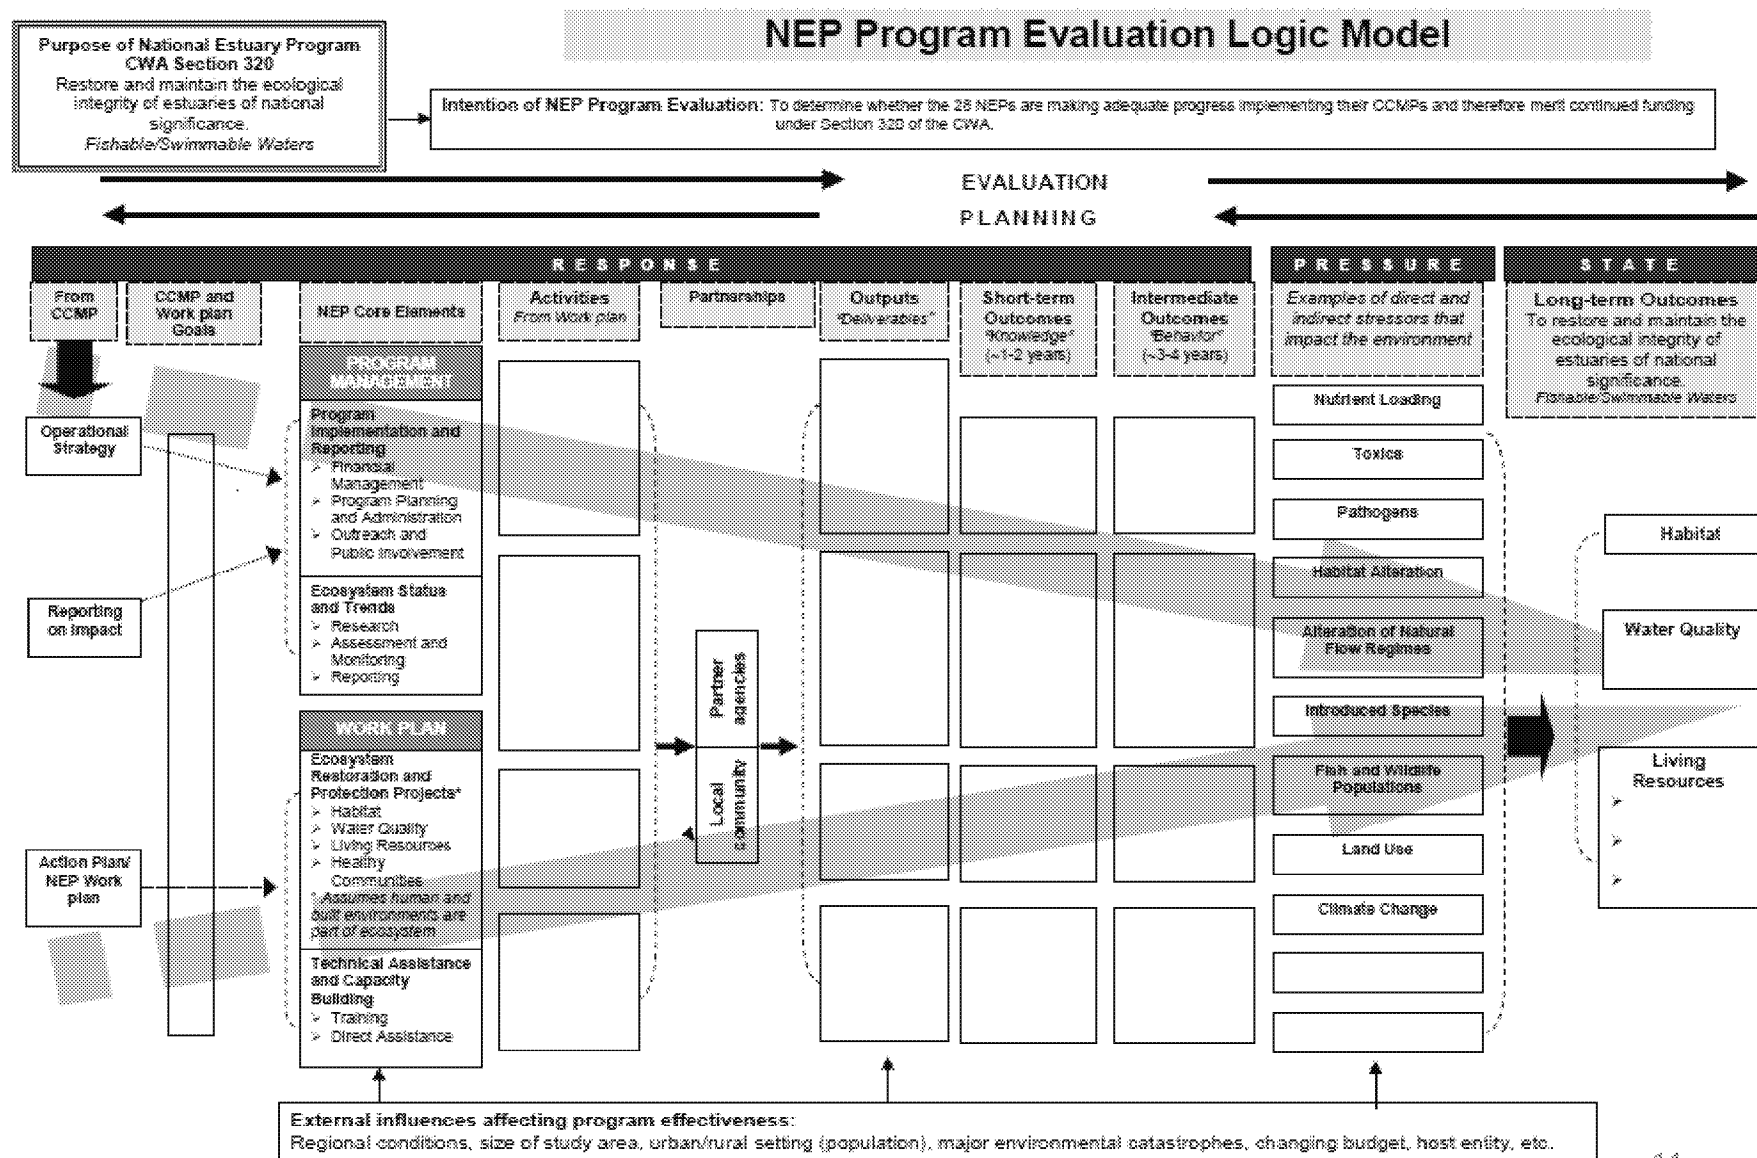 NEP Program Evaluation Logic Model
Purpose of National Estuary Program
CWA Section 320
Restore and maintain the ecological
integrity of estuaries of national
significance.
Fishable/Swimmable Waters
Intention of NEP Program Evaluation: To determine whether the 28 NEPs are making adequate progress implementing their CCMPs and therefore merit continued funding
under Section 320 of the CWA.
EVALUATION
PLANNING
RESPONSE
PRESSURE
STATE
From
CCMP
CCMP and
Work plan
Goals
NEP Core Elements
Activities
From Work plan
Partnerships
Outputs
"Deliverables"
Short-term
Outcomes
"Knowledge"
(~1-2 years)
Intermediate
Outcomes
"Behavior"
(~3-4 years)
Examples of direct and
indirect stressors that
impact the environment
Long-term Outcomes
To restore and maintain the
ecological integrity of
estuaries of national
significance.
Fishable/Swimmable Waters
Operational
Strategy
Reporting
on Impact
Action Plan/
NEP Work
plan
PROGRAM
MANAGEMENT
Program
Implementation and
Reporting
➢ Financial
Management
➢ Program Planning
and Administration
➢ Outreach and
Public Involvement
Ecosystem Status
and Trends
➢ Research
➢ Assessment and
Monitoring
➢ Reporting
WORK PLAN
Ecosystem
Restoration and
Protection Projects*
➢ Habitat
➢ Water Quality
➢ Living Resources
➢ Healthy
Communities
* Assumes human and
built environments are
part of ecosystem
Technical Assistance
and Capacity
Building
➢ Training
➢ Direct Assistance
Partner
agencies
Local
community
Nutrient Loading
Toxics
Pathogens
Habitat Alteration
Alteration of Natural
Flow Regimes
Introduced Species
Fish and Wildlife
Populations
Land Use
Climate Change
Habitat
Water Quality
Living
Resources
➢
➢
➢
External influences affecting program effectiveness:
Regional conditions, size of study area, urban/rural setting (population), major environmental catastrophes, changing budget, host entity, etc.